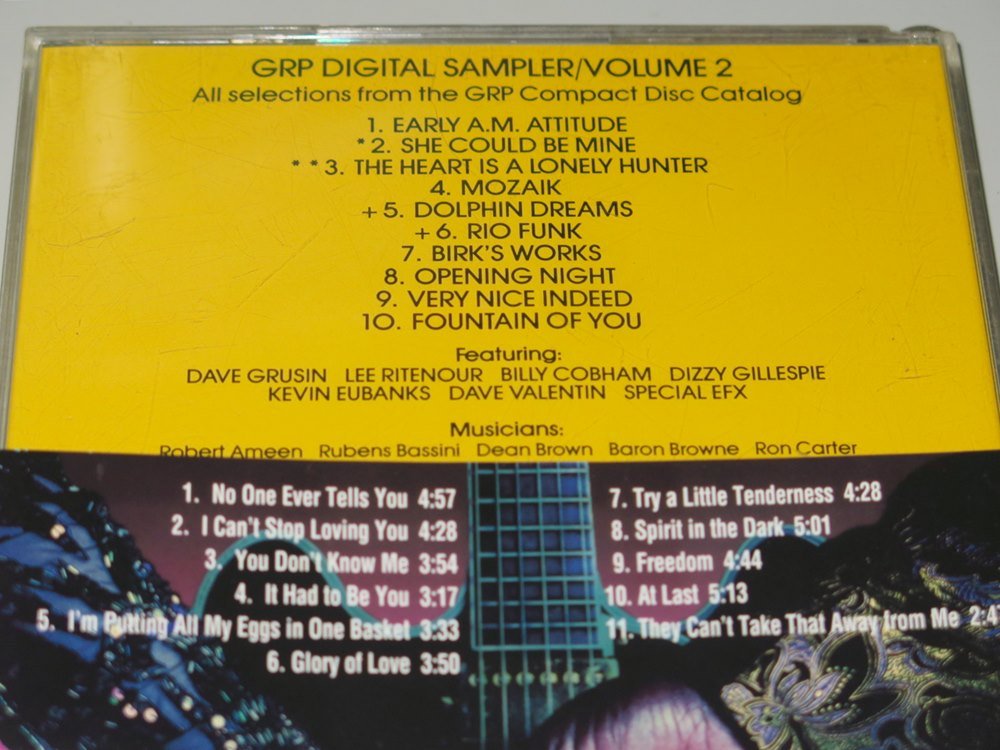 GRP DIGITAL SAMPLER/VOLUME 2
All selections from the GRP Compact Disc Catalog
1. EARLY A.M. ATTITUDE
*2. SHE COULD BE MINE
**3. THE HEART IS A LONELY HUNTER
4. MOZAIK
+5. DOLPHIN DREAMS
+6. RIO FUNK
7. BIRK'S WORKS
8. OPENING NIGHT
9. VERY NICE INDEED
10. FOUNTAIN OF YOU
Featuring:
DAVE GRUSIN LEE RITENOUR BILLY COBHAM DIZZY GILLESPIE
KEVIN EUBANKS DAVE VALENTIN SPECIAL EFX
Musicians:
Robert Ameen Rubens Bassini Dean Brown Baron Browne Ron Carter
1. No One Ever Tells You 4:57
2. I Can't Stop Loving You 4:28
3. You Don't Know Me 3:54
4. It Had to Be You 3:17
5. I'm Putting All My Eggs in One Basket 3:33
6. Glory of Love 3:50
7. Try a Little Tenderness 4:28
8. Spirit in the Dark 5:01
9. Freedom 4:44
10. At Last 5:13
11. They Can't Take That Away from Me